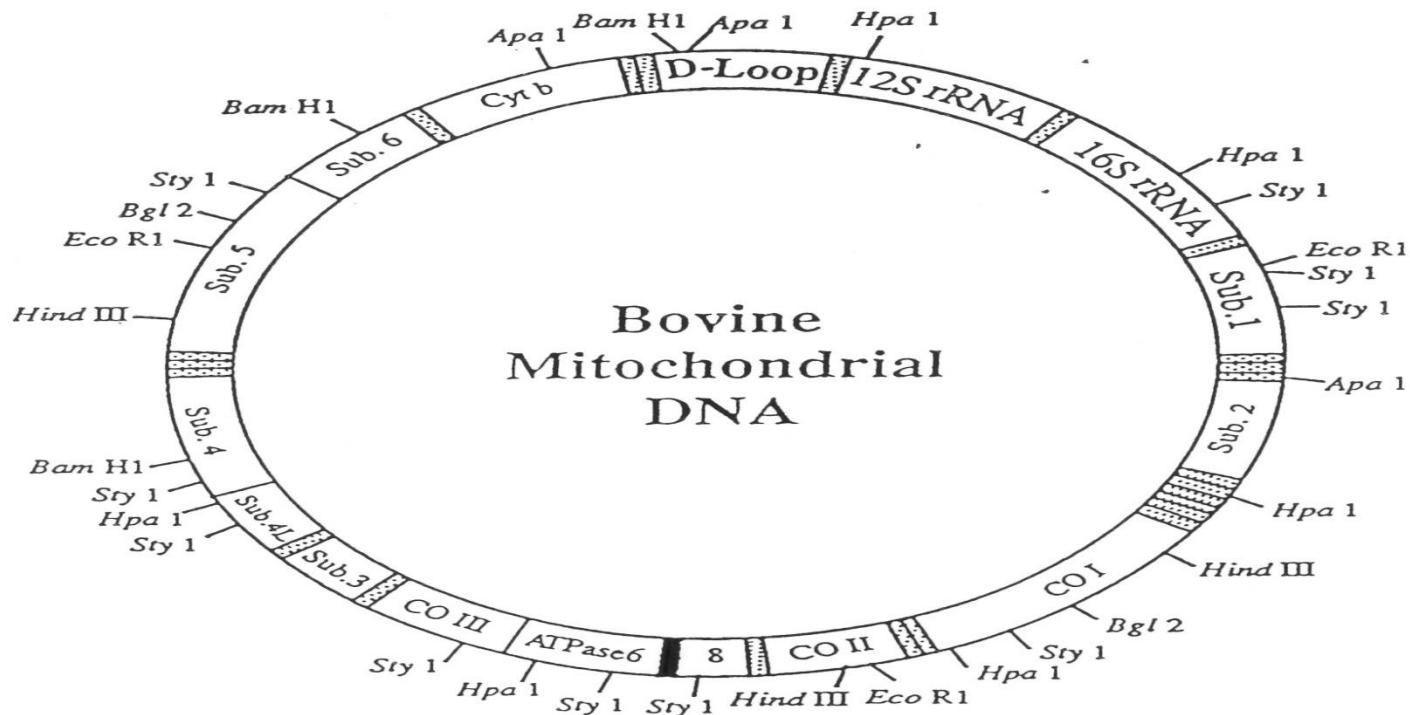 Bam H1
Apa 1
Hpa 1
Apa 1
D-Loop
12S rRNA
Cyt b
Bam H1
Sub. 6
16S rRNA
Hpa 1
Sty 1
Sty 1
Bgl 2
Eco R1
Sub. 5
Eco R1
Sty 1
Sub.1
Sty 1
Hind III
Bovine
Mitochondrial
DNA
Apa 1
Sub. 4
Sub. 2
Bam H1
Sty 1
Hpa 1
Sty 1
Sub.4L
Sub.3
Hpa 1
Hind III
CO I
Bgl 2
CO III
ATPase6
8
CO II
Sty 1
Hpa 1
Sty 1
Hpa 1
Sty 1
Sty 1
Hind III
Eco R1